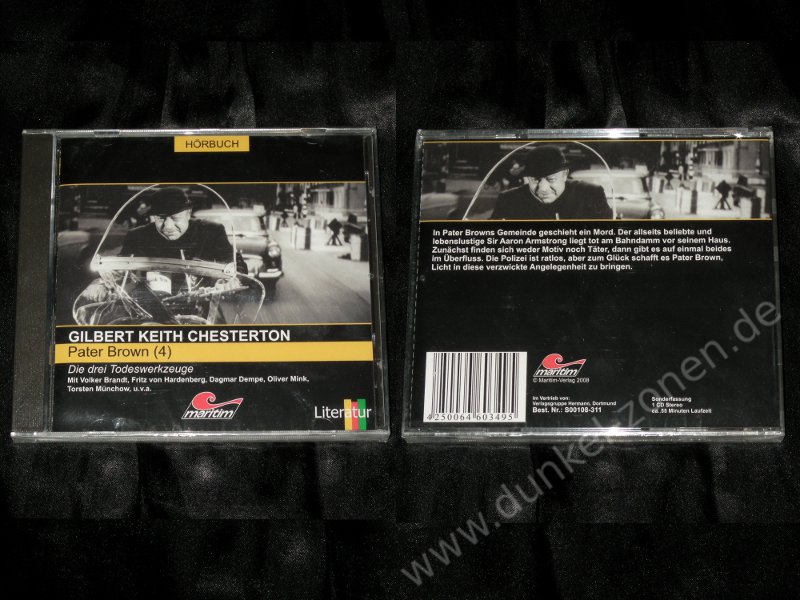 HÖRBUCH
GILBERT KEITH CHESTERTON
Pater Brown (4)
Die drei Todeswerkzeuge
Mit Volker Brandt, Fritz von Hardenberg, Dagmar Dempe, Oliver Mink,
Torsten Münchow, u.v.a.
maritim
Literatur
In Pater Browns Gemeinde geschieht ein Mord. Der allseits beliebte und
lebenslustige Sir Aaron Armstrong liegt tot am Bahndamm vor seinem Haus.
Zunächst finden sich weder Motiv noch Täter, dann gibt es auf einmal beides
im Überfluss. Die Polizei ist ratlos, aber zum Glück schafft es Pater Brown,
Licht in diese verzwickte Angelegenheit zu bringen.
4250064603495
maritim
© Maritim-Verlag 2008
Im Vertrieb von:
Verlagsgruppe Hermann, Dortmund
Best. Nr.: S00108-311
Sonderfassung
1 CD Stereo
ca. 55 Minuten Laufzeit
www.dunkel-zonen.de